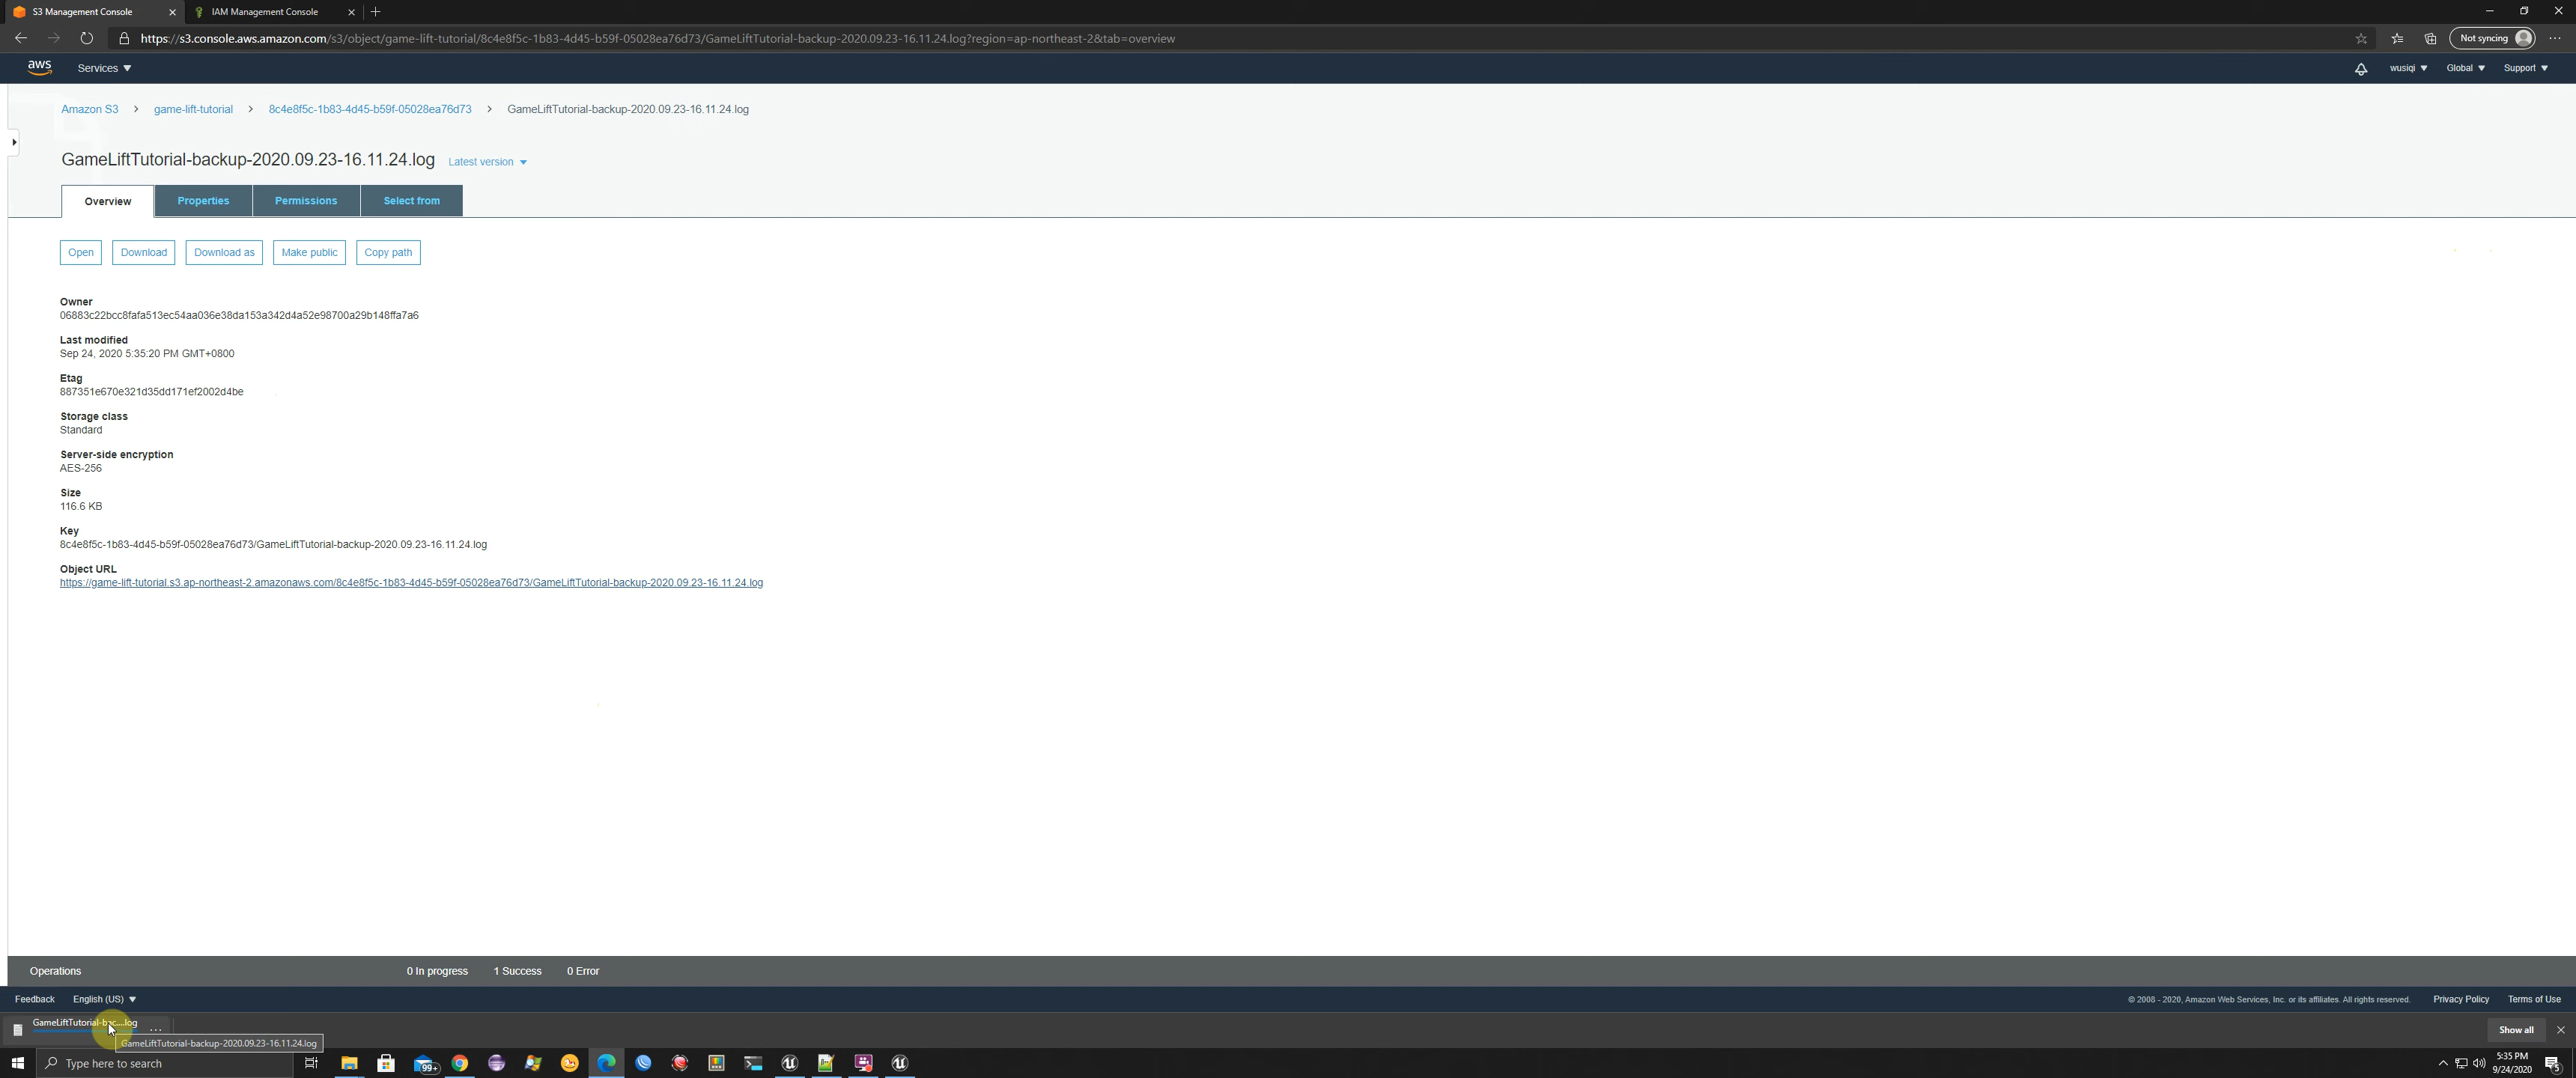 S3 Management Console
IAM Management Console
https://s3.console.aws.amazon.com/s3/object/game-lift-tutorial/8c4e8f5c-1b83-4d45-b59f-05028ea76d73/GameLiftTutorial-backup-2020.09.23-16.11.24.log?region=ap-northeast-2&tab=overview
Not syncing
aws
Services
wusiqi
Global
Support
Amazon S3 > game-lift-tutorial > 8c4e8f5c-1b83-4d45-b59f-05028ea76d73 > GameLiftTutorial-backup-2020.09.23-16.11.24.log
GameLiftTutorial-backup-2020.09.23-16.11.24.log Latest version
Overview
Properties
Permissions
Select from
Open
Download
Download as
Make public
Copy path
Owner
06883c22bcc8fafa513ec54aa036e38da153a342d4a52e98700a29b148ffa7a6
Last modified
Sep 24, 2020 5:35:20 PM GMT+0800
Etag
887351e670e321d35dd171ef2002d4be
Storage class
Standard
Server-side encryption
AES-256
Size
116.6 KB
Key
8c4e8f5c-1b83-4d45-b59f-05028ea76d73/GameLiftTutorial-backup-2020.09.23-16.11.24.log
Object URL
https://game-lift-tutorial.s3.ap-northeast-2.amazonaws.com/8c4e8f5c-1b83-4d45-b59f-05028ea76d73/GameLiftTutorial-backup-2020.09.23-16.11.24.log
Operations
0 In progress
1 Success
0 Error
Feedback
English (US)
© 2008 - 2020, Amazon Web Services, Inc. or its affiliates. All rights reserved.
Privacy Policy
Terms of Use
GameLiftTutorial-bac....log
Show all
GameLiftTutorial-backup-2020.09.23-16.11.24.log
Type here to search
99+
5:35 PM
9/24/2020
5